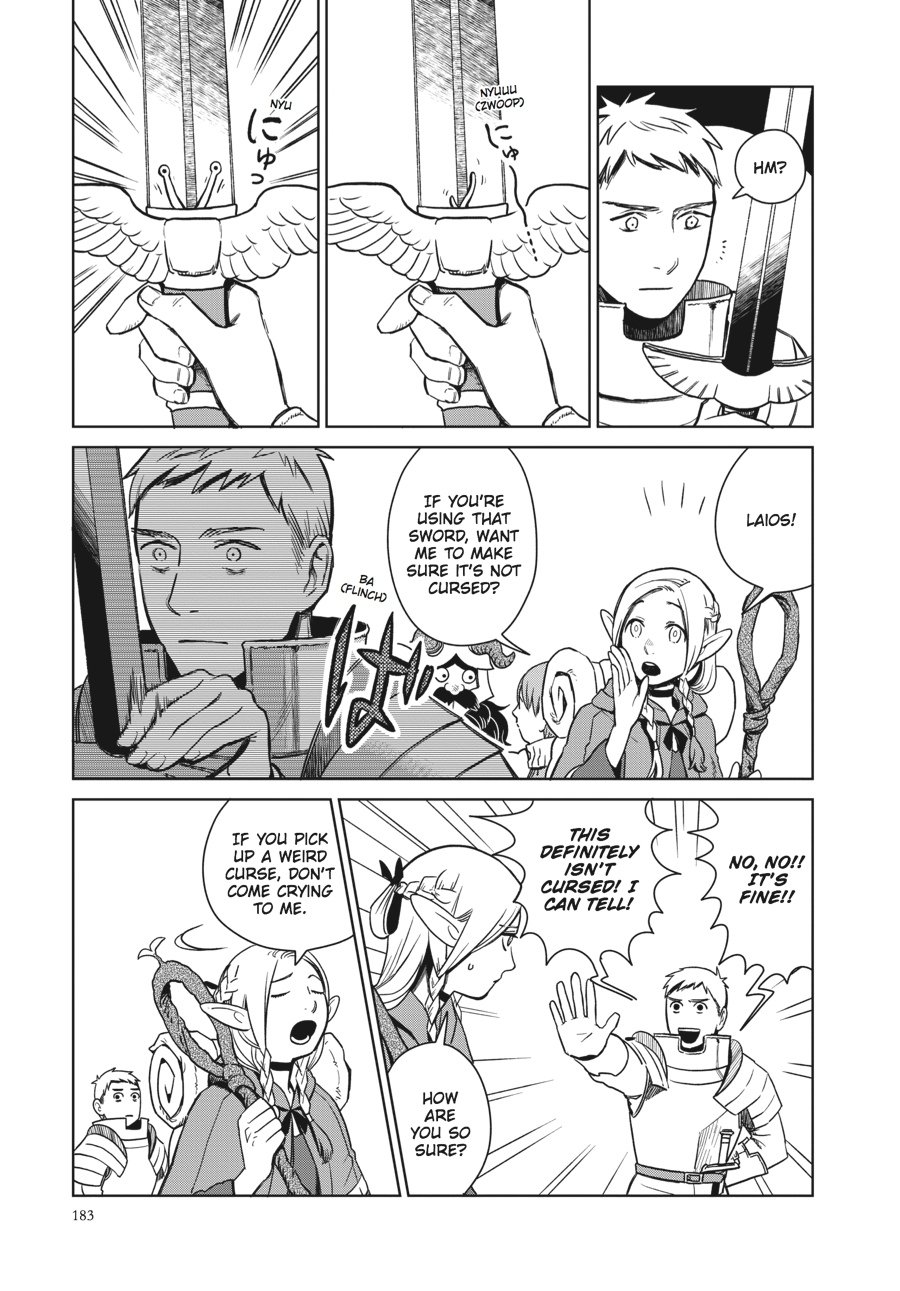 HM?
NYUUU
(ZWOOP)
にゅ
NYU
にゅっ
LAIOS!
IF YOU'RE
USING THAT
SWORD, WANT
ME TO MAKE
SURE IT'S NOT
CURSED?
BA
(FLINCH)
ばっ
NO, NO!!
IT'S
FINE!!
THIS
DEFINITELY
ISN'T
CURSED! I
CAN TELL!
HOW
ARE
YOU SO
SURE?
IF YOU PICK
UP A WEIRD
CURSE, DON'T
COME CRYING
TO ME.
183